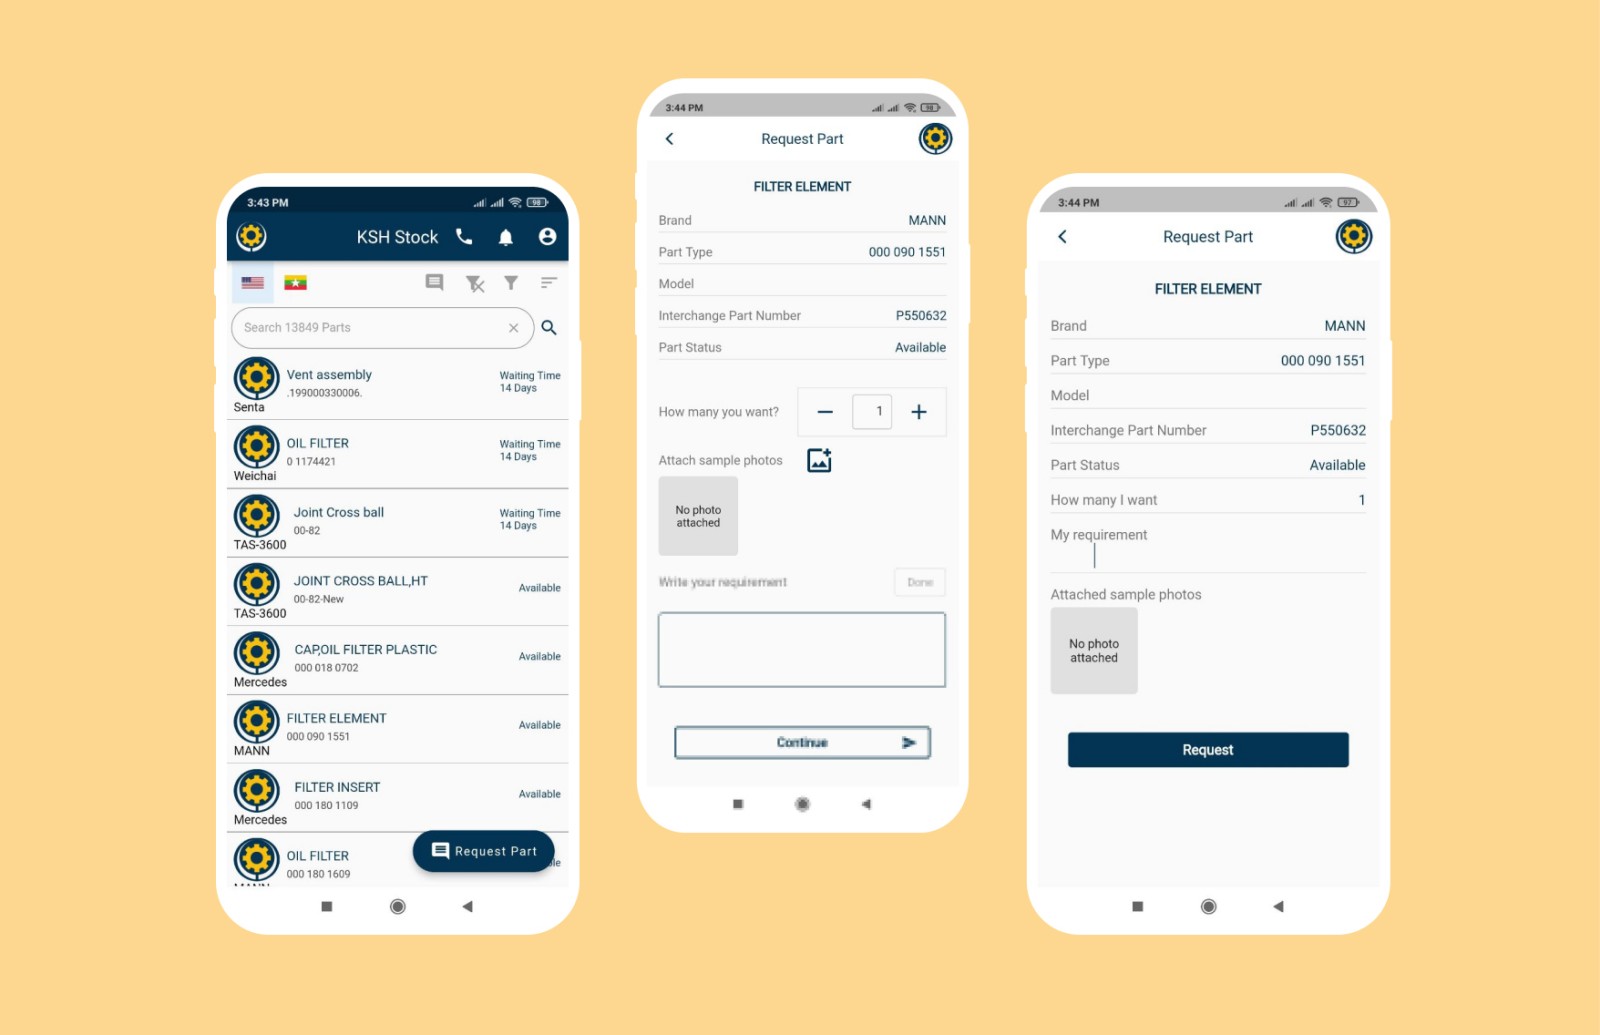 3:43 PM
98
KSH Stock
Search 13849 Parts
Vent assembly
.199000330006.
Senta
Waiting Time
14 Days
OIL FILTER
0 1174421
Weichai
Waiting Time
14 Days
Joint Cross ball
00-82
TAS-3600
Waiting Time
14 Days
JOINT CROSS BALL,HT
00-82-New
TAS-3600
Available
CAP,OIL FILTER PLASTIC
000 018 0702
Mercedes
Available
FILTER ELEMENT
000 090 1551
MANN
Available
FILTER INSERT
000 180 1109
Mercedes
Available
OIL FILTER
000 180 1609
Request Part
3:44 PM
98
Request Part
FILTER ELEMENT
Brand MANN
Part Type 000 090 1551
Model
Interchange Part Number P550632
Part Status Available
How many you want? 1
Attach sample photos
No photo
attached
Write your requirement Done
Continue
3:44 PM
97
Request Part
FILTER ELEMENT
Brand MANN
Part Type 000 090 1551
Model
Interchange Part Number P550632
Part Status Available
How many I want 1
My requirement
Attached sample photos
No photo
attached
Request